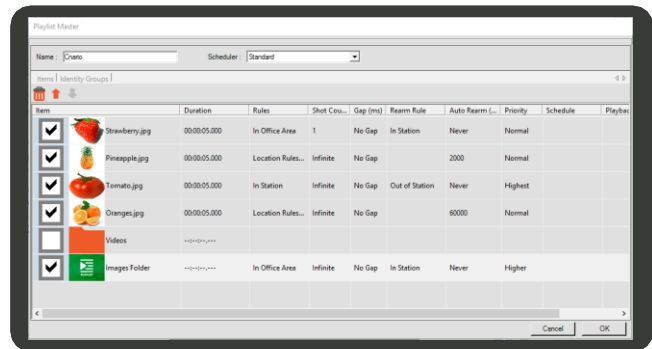 Playlist Master
Name : Cnario Scheduler : Standard
Items Identity Groups
Item Duration Rules Shot Cou... Gap (ms) Rearm Rule Auto Rearm (... Priority Schedule Playbac
Strawberry.jpg 00:00:05.000 In Office Area 1 No Gap In Station Never Normal
Pineapple.jpg 00:00:05.000 Location Rules... Infinite No Gap 2000 Normal
Tomato.jpg 00:00:05.000 In Station Infinite No Gap Out of Station Never Highest
Oranges.jpg 00:00:05.000 Location Rules... Infinite No Gap 60000 Normal
Videos --:--:--.---
Images Folder --:--:--.--- In Office Area Infinite No Gap In Station Never Higher
Cancel OK